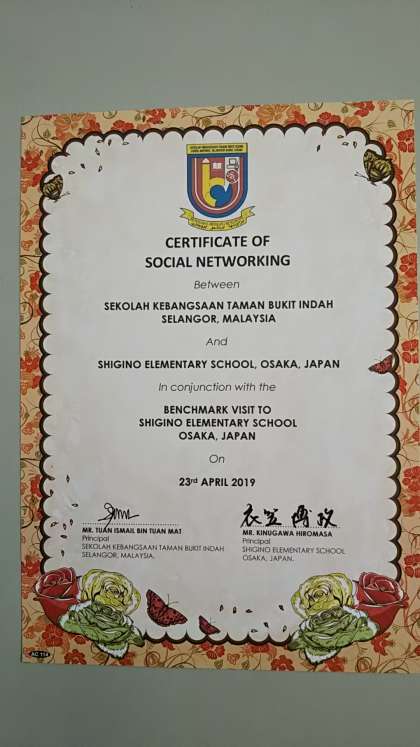 CERTIFICATE OF
SOCIAL NETWORKING
Between
SEKOLAH KEBANGSAAN TAMAN BUKIT INDAH
SELANGOR, MALAYSIA
And
SHIGINO ELEMENTARY SCHOOL, OSAKA, JAPAN
In conjunction with the
BENCHMARK VISIT TO
SHIGINO ELEMENTARY SCHOOL
OSAKA, JAPAN
On
23rd APRIL 2019
MR. TUAN ISMAIL BIN TUAN MAT
Principal
SEKOLAH KEBANGSAAN TAMAN BUKIT INDAH
SELANGOR, MALAYSIA.
衣笠 博政
MR. KINUGAWA HIROMASA
Principal
SHIGINO ELEMENTARY SCHOOL
OSAKA, JAPAN.
AC 114